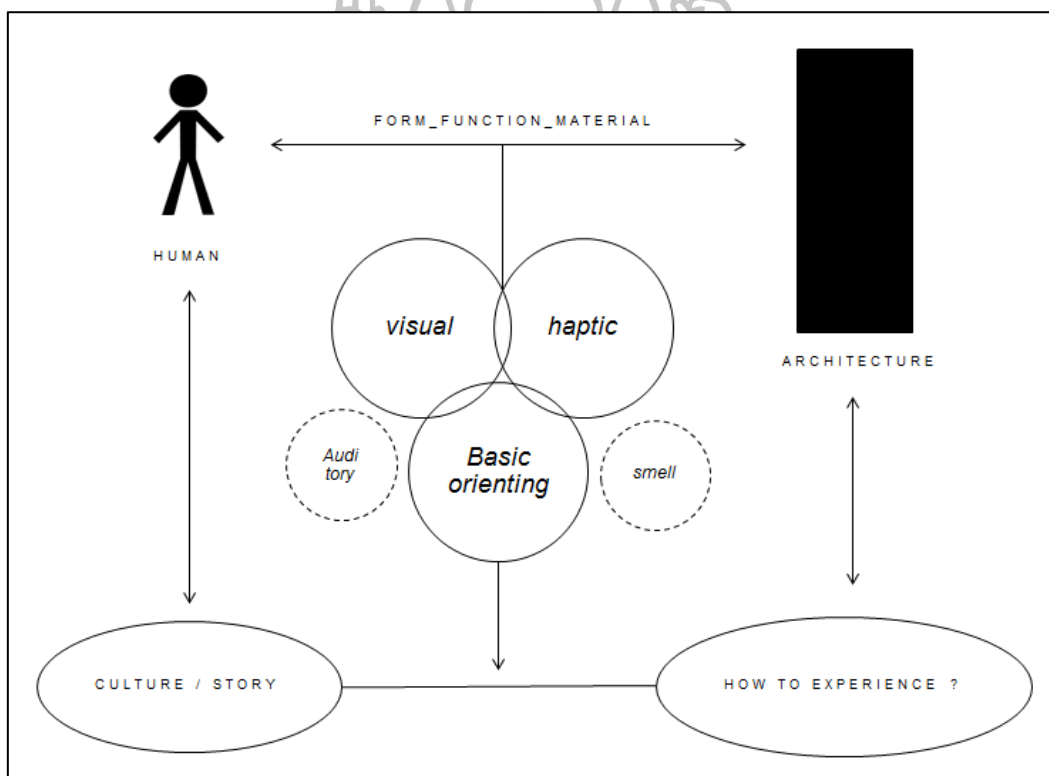 FORM_FUNCTION_MATERIAL
HUMAN
visual
haptic
ARCHITECTURE
Audi
tory
Basic
orienting
smell
CULTURE / STORY
HOW TO EXPERIENCE ?